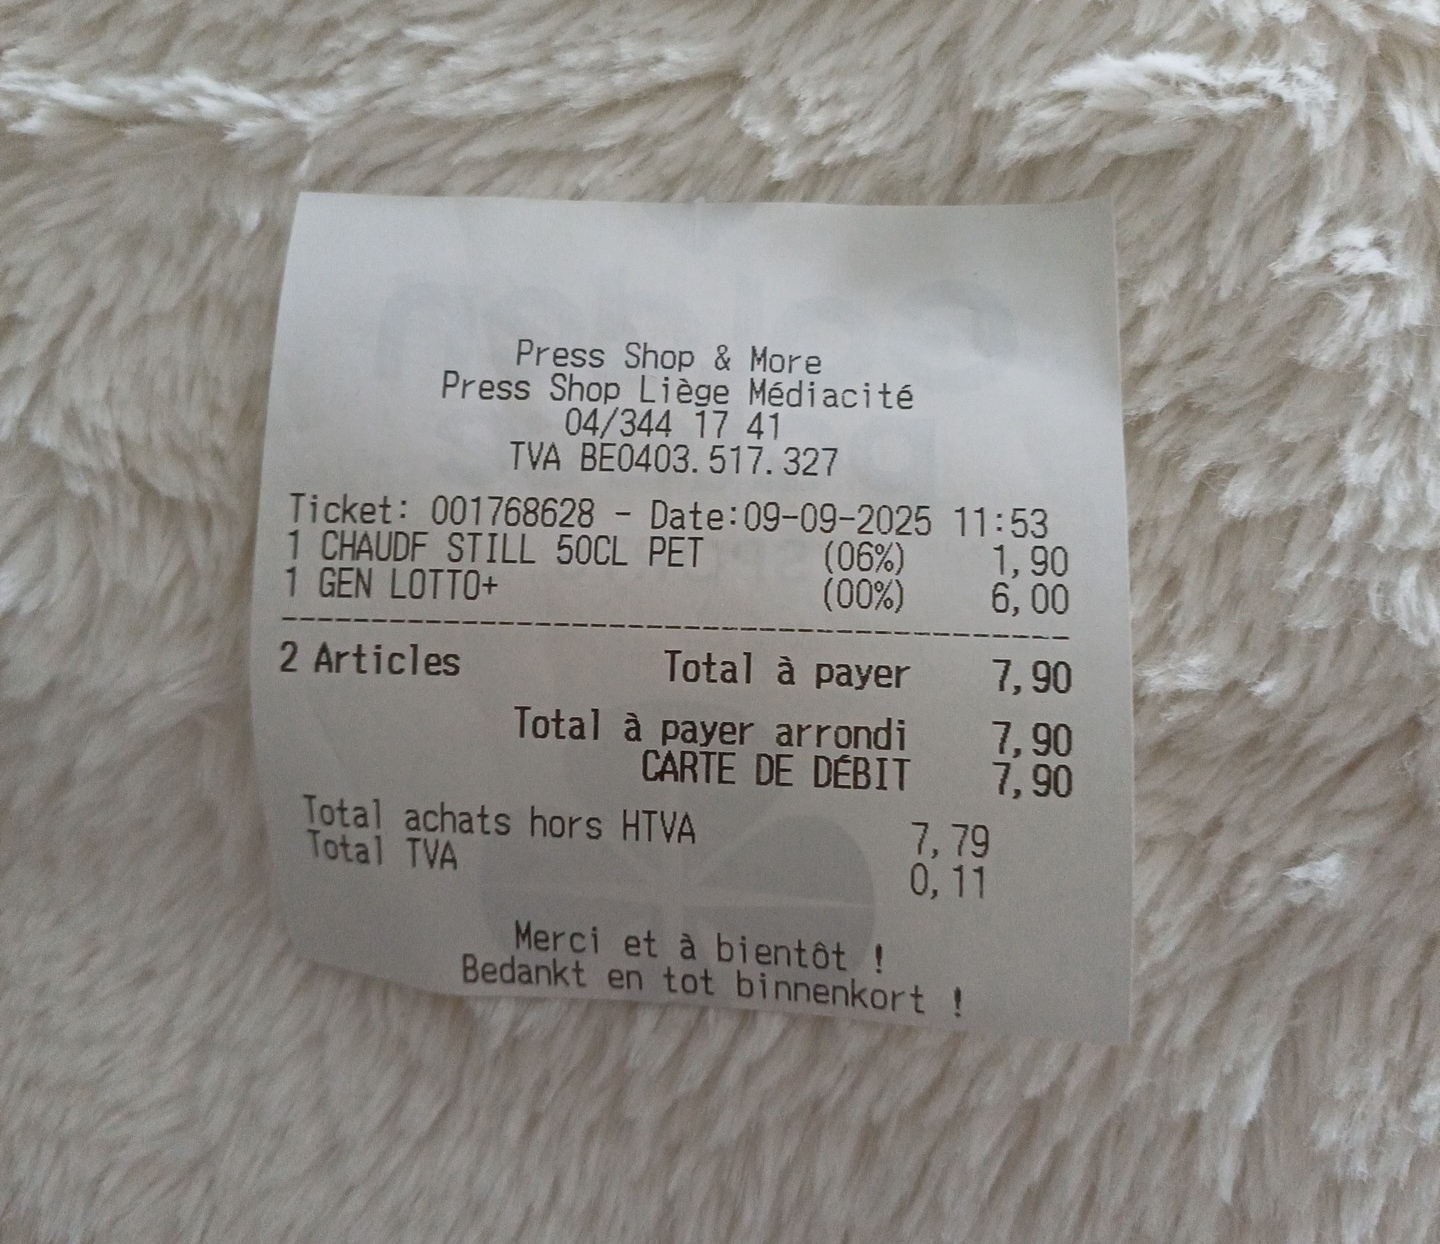 Press Shop & More
Press Shop Liège Médiacité
04/344 17 41
TVA BE0403.517.327
Ticket: 001768628 - Date:09-09-2025 11:53
1 CHAUDF STILL 50CL PET (06%) 1,90
1 GEN LOTTO+ (00%) 6,00
2 Articles Total à payer 7,90
Total à payer arrondi 7,90
CARTE DE DÉBIT 7,90
Total achats hors HTVA 7,79
Total TVA 0,11
Merci et à bientôt !
Bedankt en tot binnenkort !